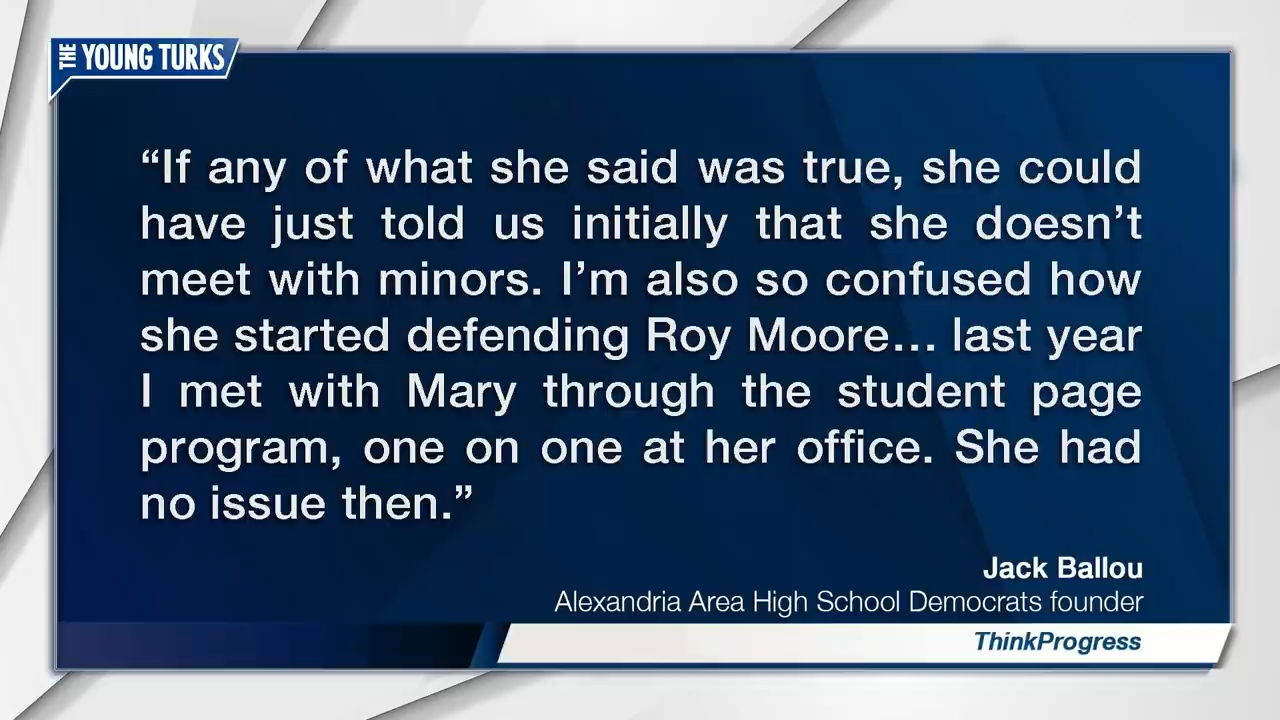 THE YOUNG TURKS
“If any of what she said was true, she could
have just told us initially that she doesn’t
meet with minors. I’m also so confused how
she started defending Roy Moore... last year
I met with Mary through the student page
program, one on one at her office. She had
no issue then.”
Jack Ballou
Alexandria Area High School Democrats founder
ThinkProgress